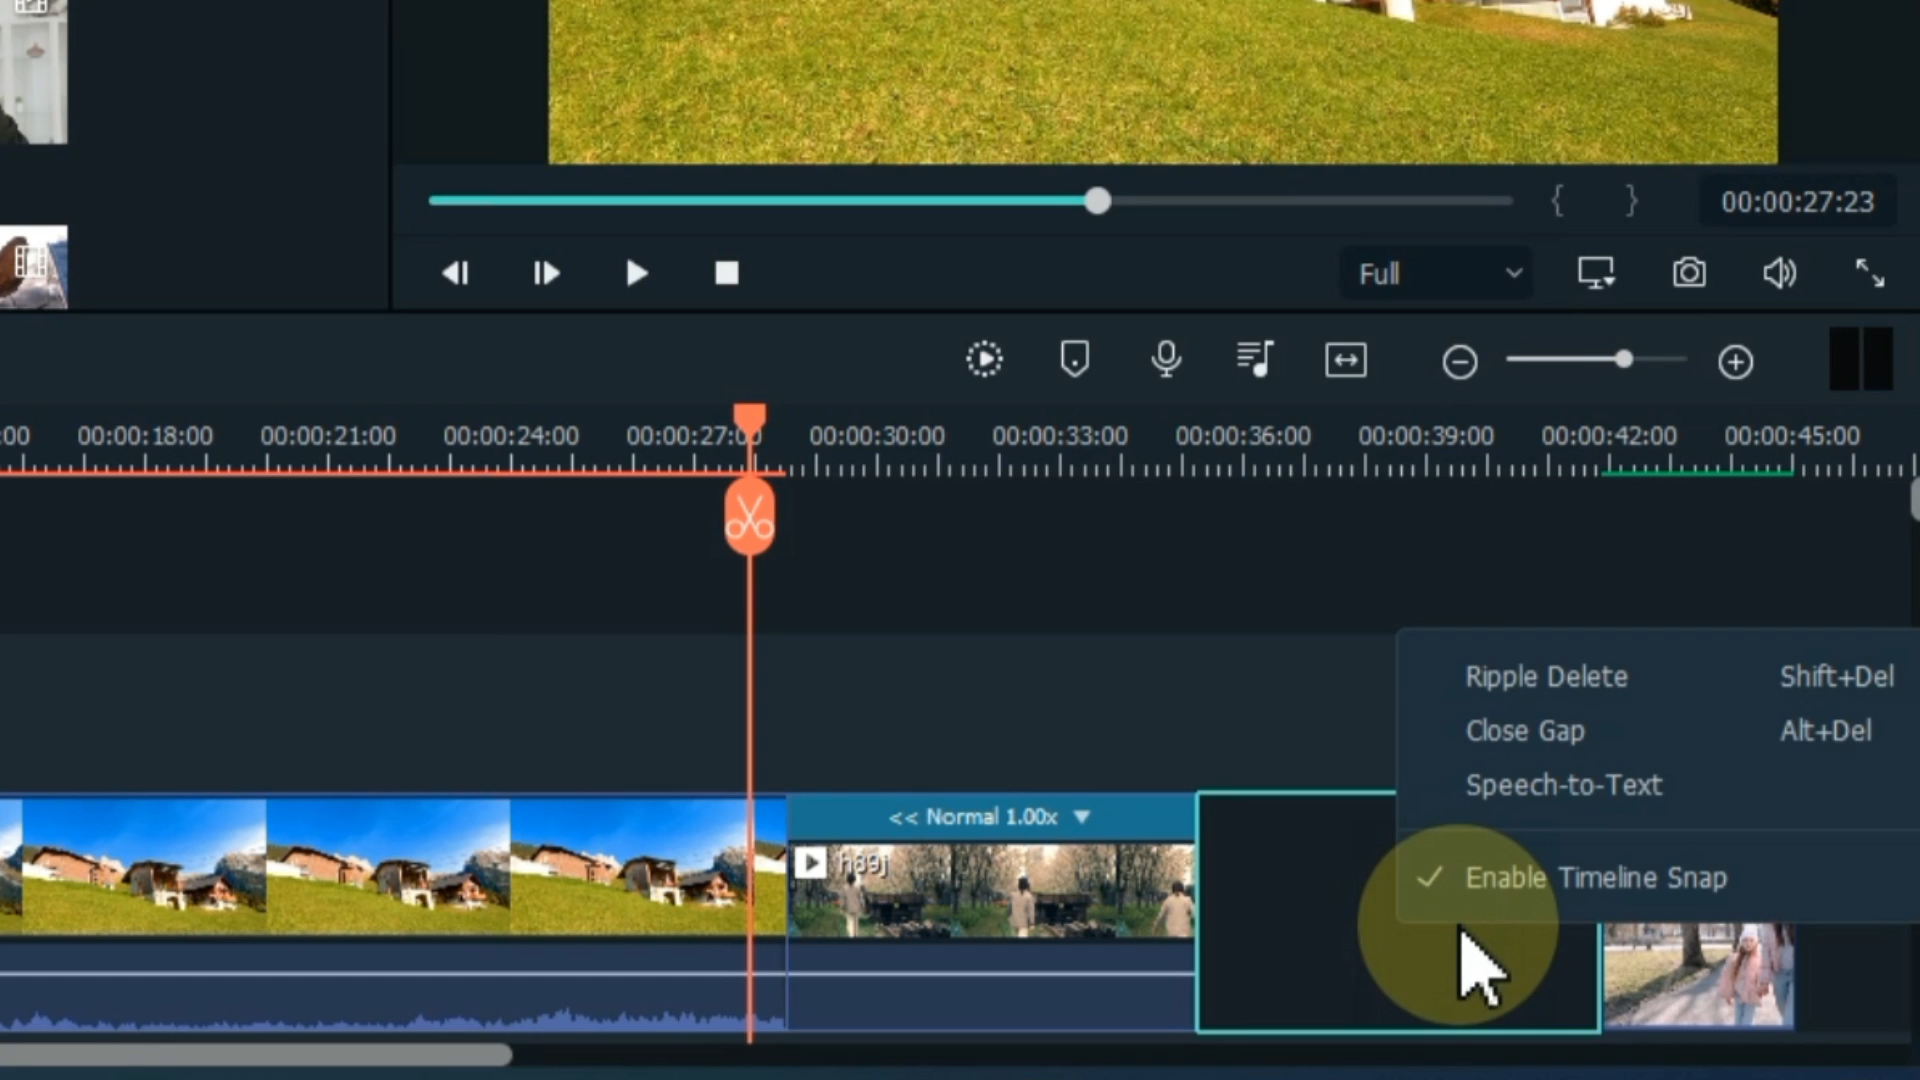 00:00:27:23
Full
:00 00:00:18:00 00:00:21:00 00:00:24:00 00:00:27:00 00:00:30:00 00:00:33:00 00:00:36:00 00:00:39:00 00:00:42:00 00:00:45:00
Ripple Delete Shift+Del
Close Gap Alt+Del
Speech-to-Text
<< Normal 1.00x
h89j
Enable Timeline Snap